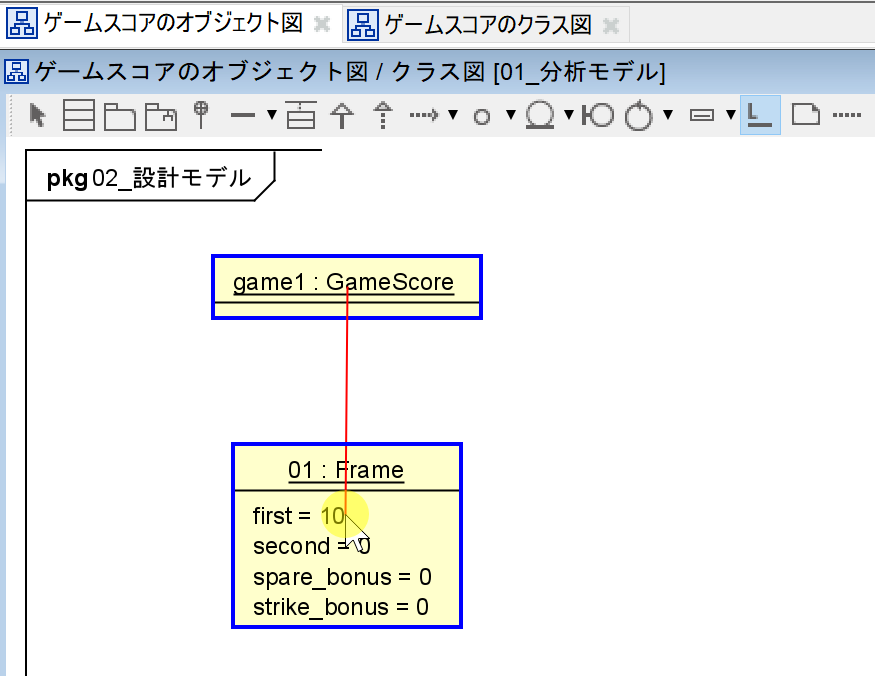 ゲームスコアのオブジェクト図 ゲームスコアのクラス図
ゲームスコアのオブジェクト図 / クラス図 [01_分析モデル]
pkg 02_設計モデル
game1 : GameScore
01 : Frame
first = 10
second = 0
spare_bonus = 0
strike_bonus = 0